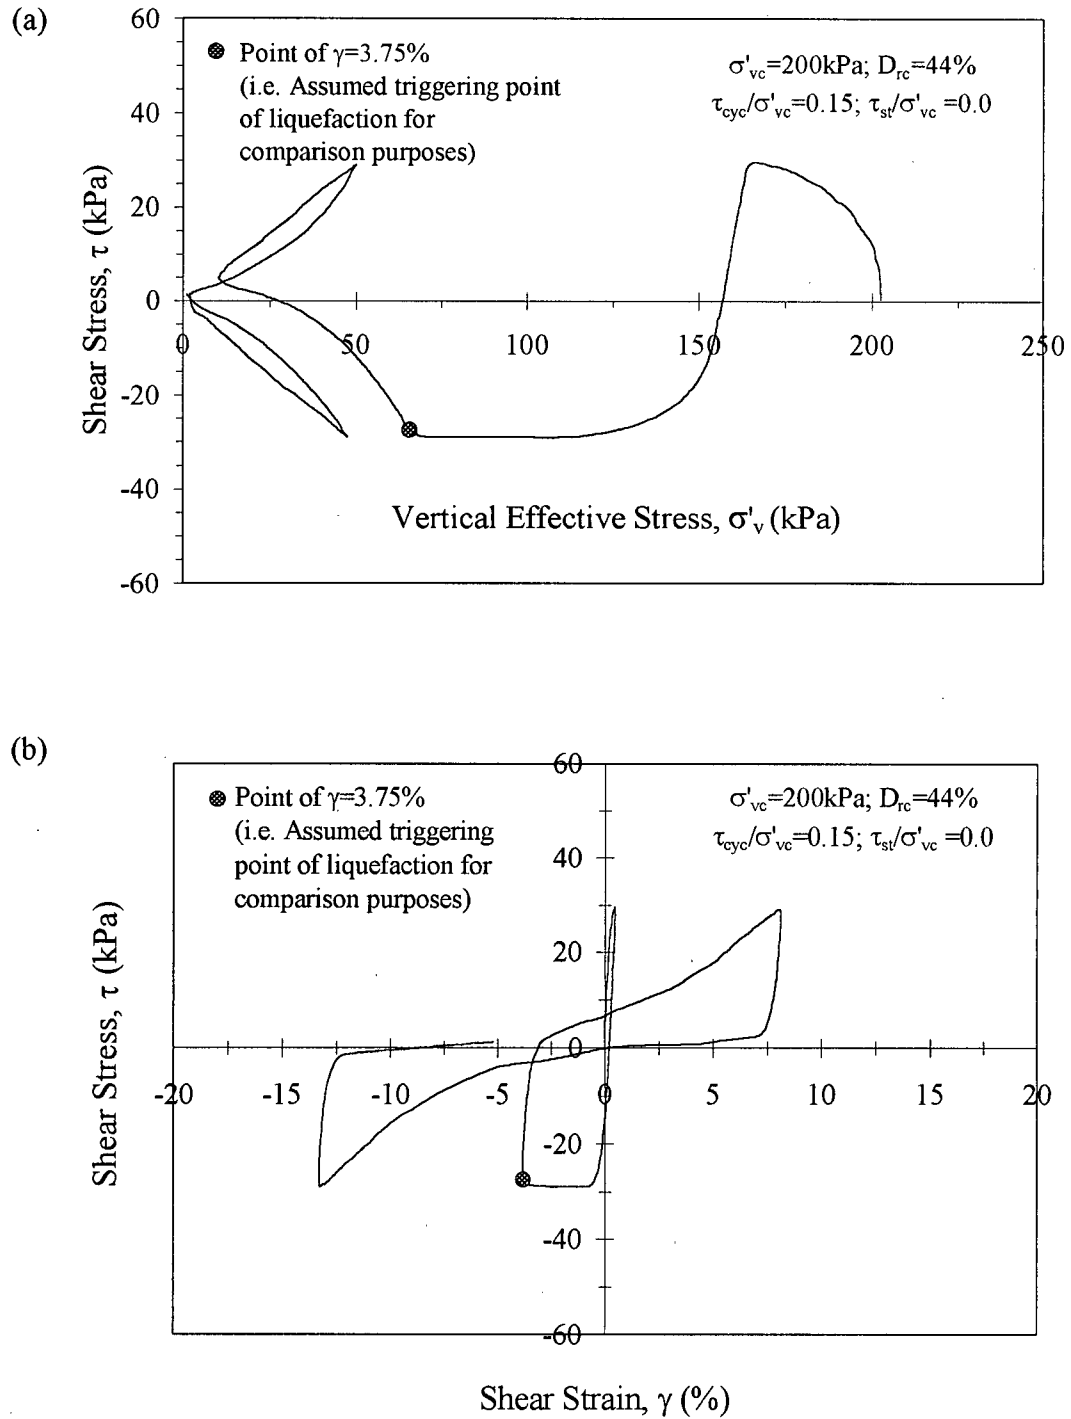 (a)
60
40
20
0
-20
-40
-60
Shear Stress, τ (kPa)
Point of γ=3.75%
(i.e. Assumed triggering point
of liquefaction for
comparison purposes)
σ'vc=200kPa; Drc=44%
τcyc/σ'vc=0.15; τst/σ'vc =0.0
0 50 100 150 200 250
Vertical Effective Stress, σ'v (kPa)
(b)
60
40
20
0
-20
-40
-60
Shear Stress, τ (kPa)
Point of γ=3.75%
(i.e. Assumed triggering
point of liquefaction for
comparison purposes)
σ'vc=200kPa; Drc=44%
τcyc/σ'vc=0.15; τst/σ'vc =0.0
-20 -15 -10 -5 0 5 10 15 20
Shear Strain, γ (%)